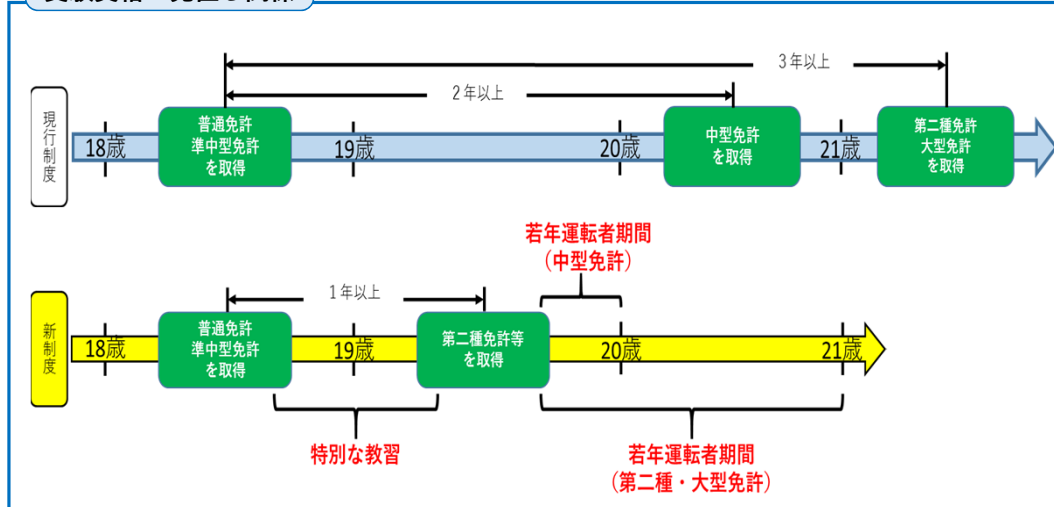 3年以上
2年以上
現行制度
18歳
普通免許
準中型免許
を取得
19歳
20歳
中型免許
を取得
21歳
第二種免許
大型免許
を取得
若年運転者期間
(中型免許)
1年以上
新制度
18歳
普通免許
準中型免許
を取得
19歳
第二種免許等
を取得
20歳
21歳
特別な教習
若年運転者期間
(第二種・大型免許)